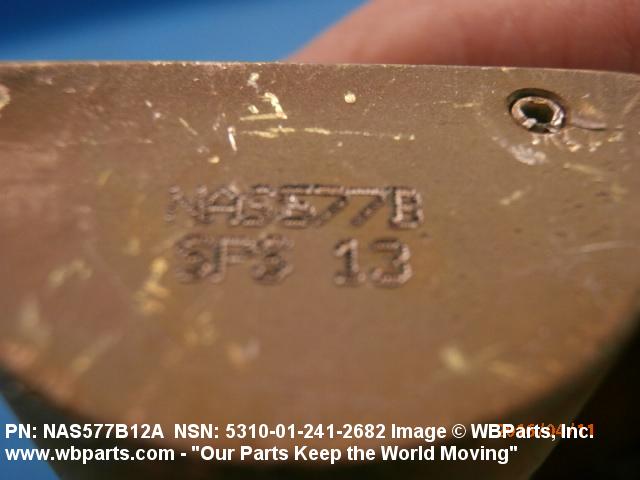 NAS577B
SPS 13
PN: NAS577B12A NSN: 5310-01-241-2682 Image © WBParts, Inc.
www.wbparts.com - "Our Parts Keep the World Moving"